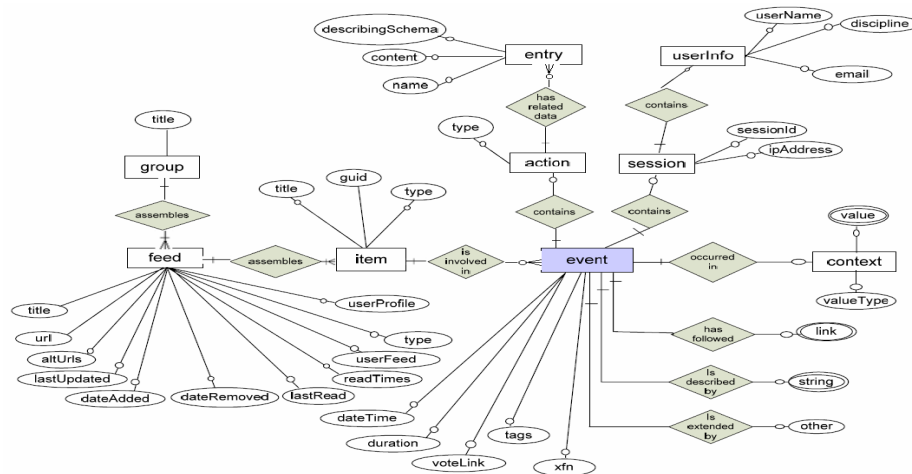 userName
discipline
describingSchema
entry
userInfo
content
email
name
has
related
data
contains
title
type
sessionId
group
guid
action
session
ipAddress
title
type
assembles
contains
contains
value
is
involved
in
occurred
in
feed
assembles
item
event
context
userProfile
valueType
title
type
has
followed
link
url
userFeed
altUrls
readTimes
lastUpdated
Is
described
by
string
dateAdded
dateRemoved
lastRead
dateTime
tags
Is
extended
by
other
duration
voteLink
xfn